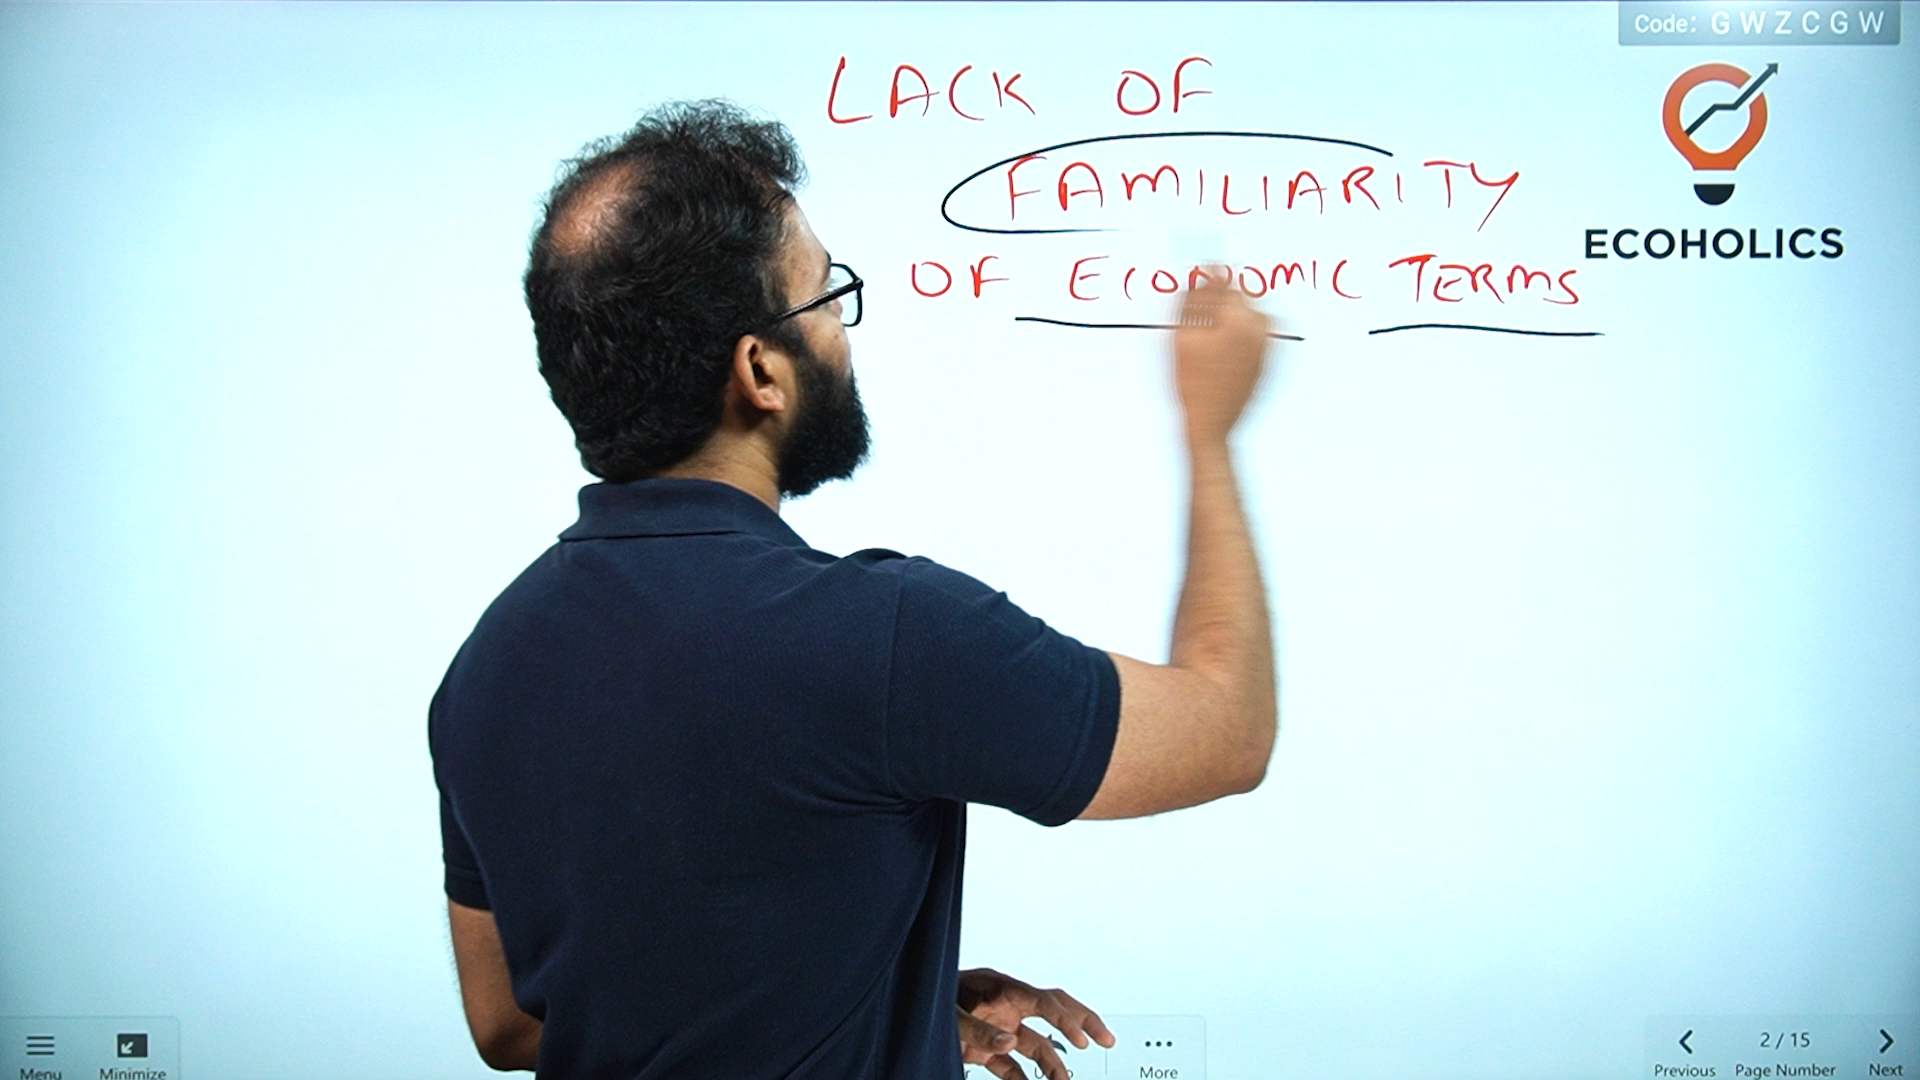 Code: G W Z C G W
LACK OF
FAMILIARITY
ECOHOLICS
OF ECONOMIC TERMS
Menu
Minimize
More
Previous
2 / 15
Page Number
Next